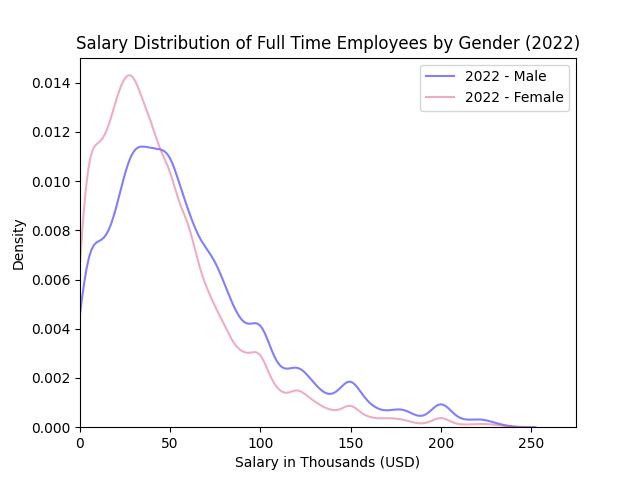 Salary Distribution of Full Time Employees by Gender (2022)
2022 - Male
2022 - Female
0.014
0.012
0.010
0.008
0.006
0.004
0.002
0.000
Density
0 50 100 150 200 250
Salary in Thousands (USD)